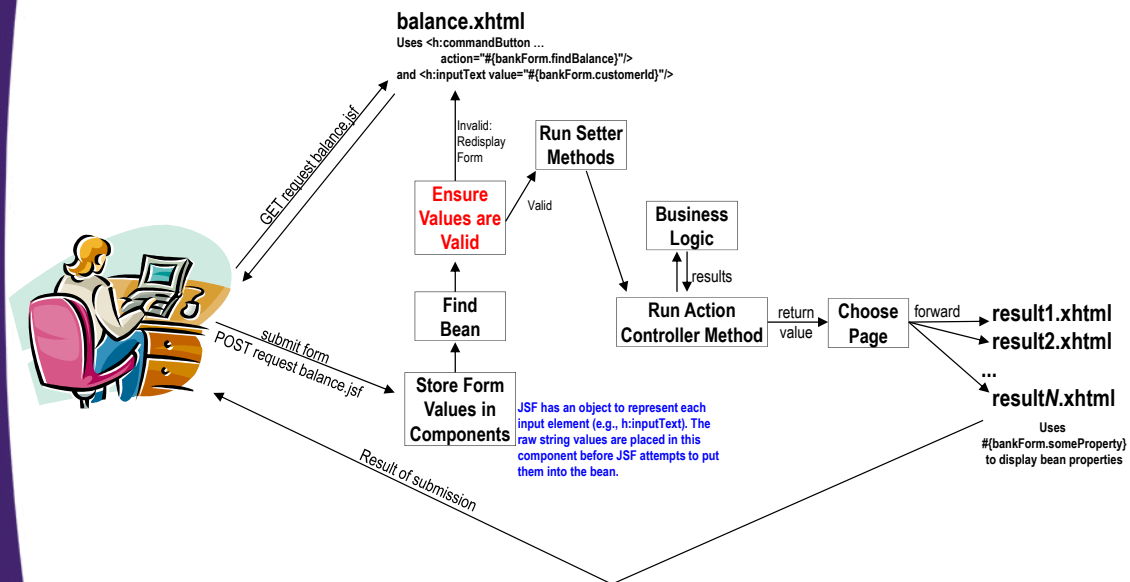 balance.xhtml
Uses <h:commandButton …
action="#{bankForm.findBalance}"/>
and <h:inputText value="#{bankForm.customerId}"/>
GET request balance.jsf
Invalid:
Redisplay
Form
Run Setter
Methods
Ensure
Values are
Valid
Valid
Business
Logic
results
Find
Bean
Run Action
Controller Method
return
value
Choose
Page
forward
result1.xhtml
result2.xhtml
...
resultN.xhtml
Uses
#{bankForm.someProperty}
to display bean properties
submit form
POST request balance.jsf
Store Form
Values in
Components
JSF has an object to represent each
input element (e.g., h:inputText). The
raw string values are placed in this
component before JSF attempts to put
them into the bean.
Result of submission